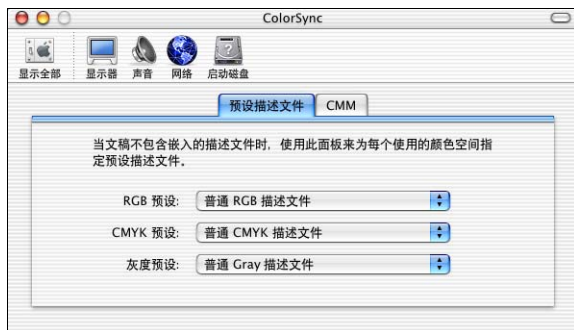 ColorSync
显示全部 显示器 声音 网络 启动磁盘
预设描述文件 CMM
当文稿不包含嵌入的描述文件时，使用此面板来为每个使用的颜色空间指
定预设描述文件。
RGB 预设: 普通 RGB 描述文件
CMYK 预设: 普通 CMYK 描述文件
灰度预设: 普通 Gray 描述文件